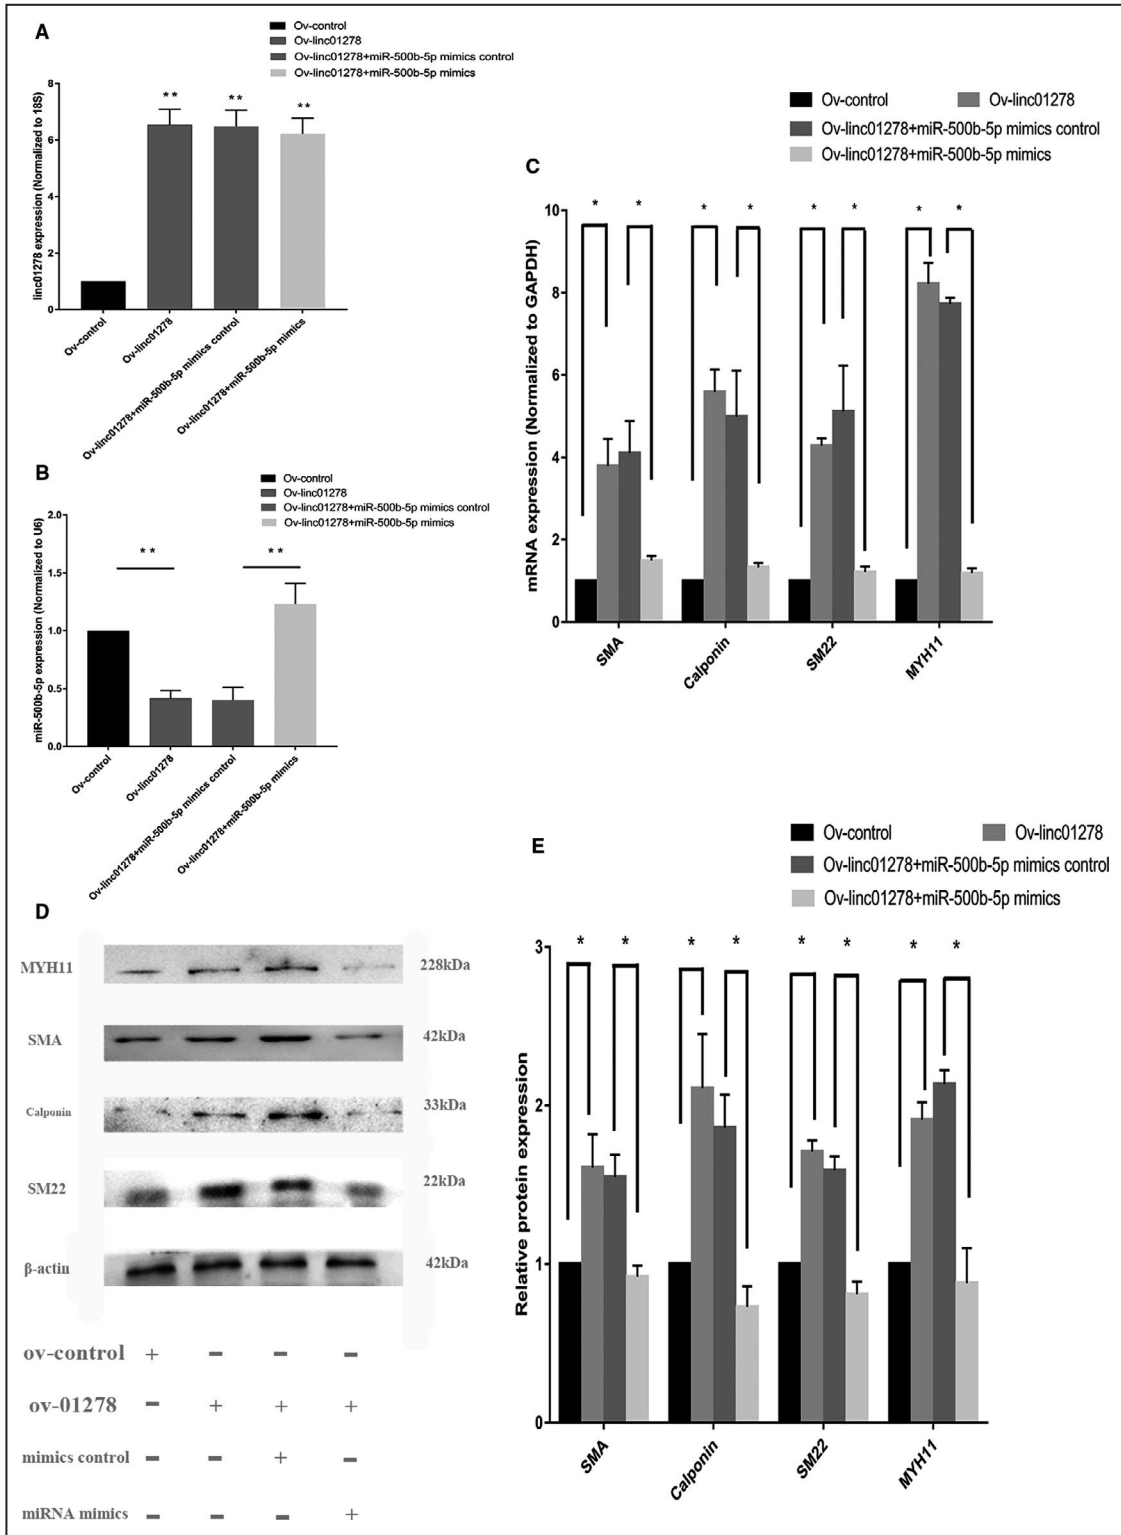 A
Ov-control
Ov-linc01278
Ov-linc01278+miR-500b-5p mimics control
Ov-linc01278+miR-500b-5p mimics
linc01278 expression (Normalized to 18S)
8
6
4
2
0
** ** **
Ov-control
Ov-linc01278
Ov-linc01278+miR-500b-5p mimics control
Ov-linc01278+miR-500b-5p mimics
B
Ov-control
Ov-linc01278
Ov-linc01278+miR-500b-5p mimics control
Ov-linc01278+miR-500b-5p mimics
miR-500b-5p expression (Normalized to U6)
2.0
1.5
1.0
0.5
0.0
** **
Ov-control
Ov-linc01278
Ov-linc01278+miR-500b-5p mimics control
Ov-linc01278+miR-500b-5p mimics
C
Ov-control Ov-linc01278
Ov-linc01278+miR-500b-5p mimics control
Ov-linc01278+miR-500b-5p mimics
mRNA expression (Normalized to GAPDH)
10
8
6
4
2
0
* * * * * * * *
SMA Calponin SM22 MYH11
D
MYH11 228kDa
SMA 42kDa
Calponin 33kDa
SM22 22kDa
β-actin 42kDa
ov-control + - - -
ov-01278 - + + +
mimics control - - + -
miRNA mimics - - - +
E
Ov-control Ov-linc01278
Ov-linc01278+miR-500b-5p mimics control
Ov-linc01278+miR-500b-5p mimics
Relative protein expression
3
2
1
0
* * * * * * * *
SMA Calponin SM22 MYH11